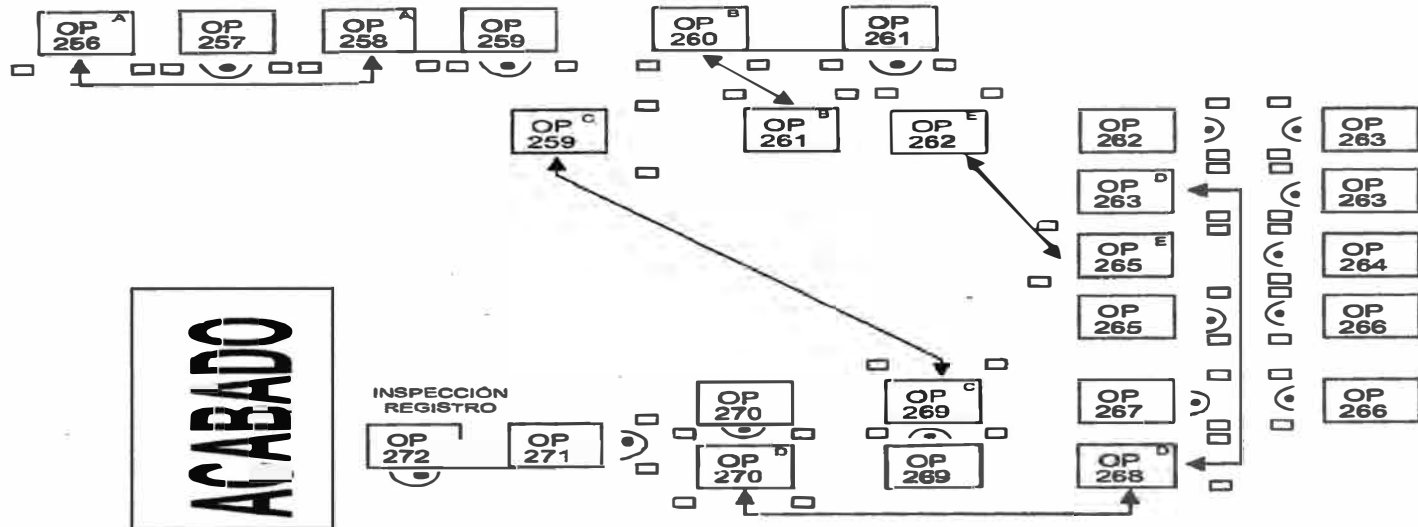 OP A
256
OP
257
OP A
258
OP
259
OP B
260
OP
261
OP C
259
OP B
261
OP E
262
OP
262
OP
263
OP D
263
OP
263
OP E
265
OP
264
OP
265
OP
266
ACABADO
INSPECCIÓN
REGISTRO
OP
272
OP
271
OP
270
OP C
269
OP
267
OP
266
OP D
270
OP
269
OP D
268